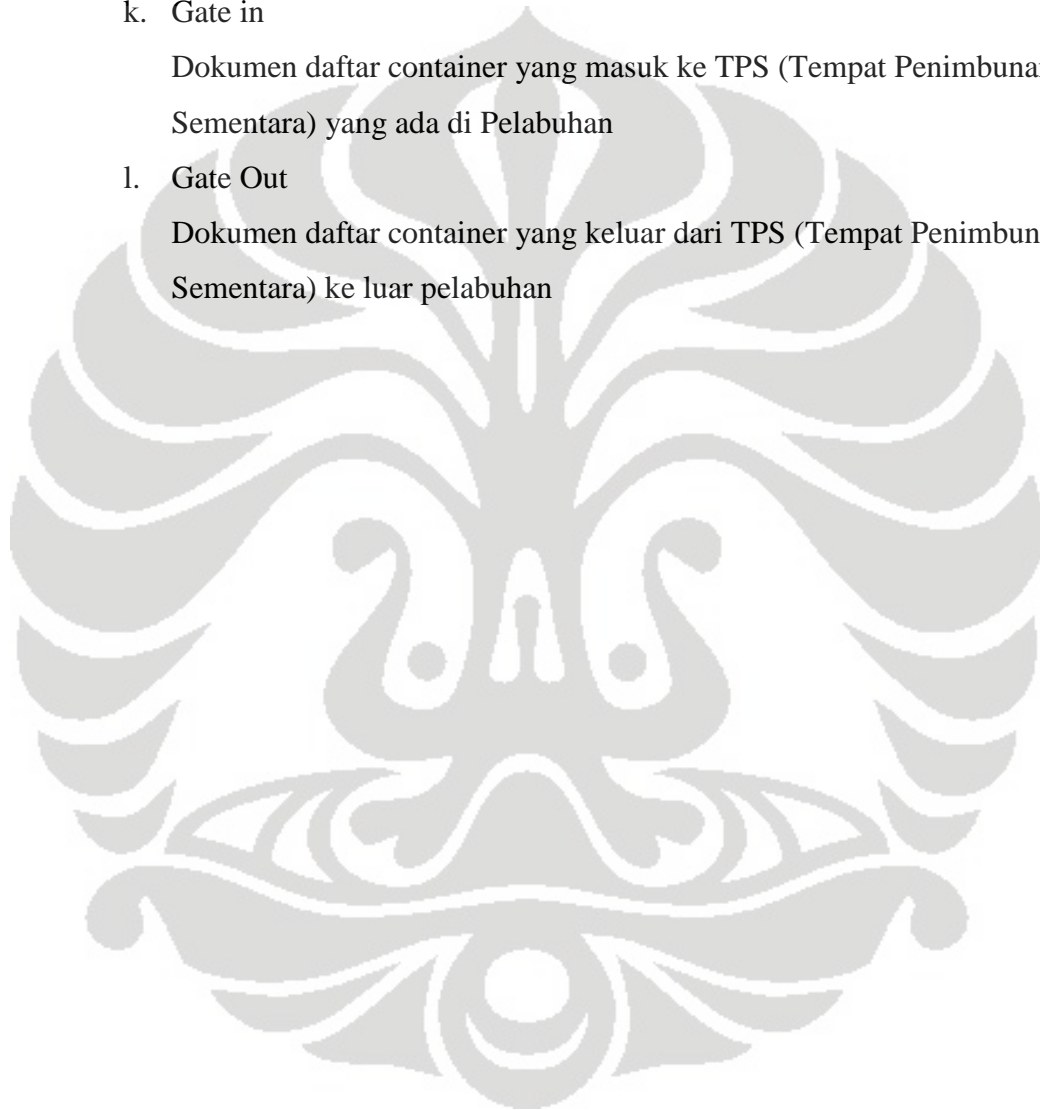 k. Gate in
Dokumen daftar container yang masuk ke TPS (Tempat
Sementara) yang ada di Pelabuhan
l. Gate Out
Dokumen daftar container yang keluar dari TPS (Tempat
Sementara) ke luar pelabuhan